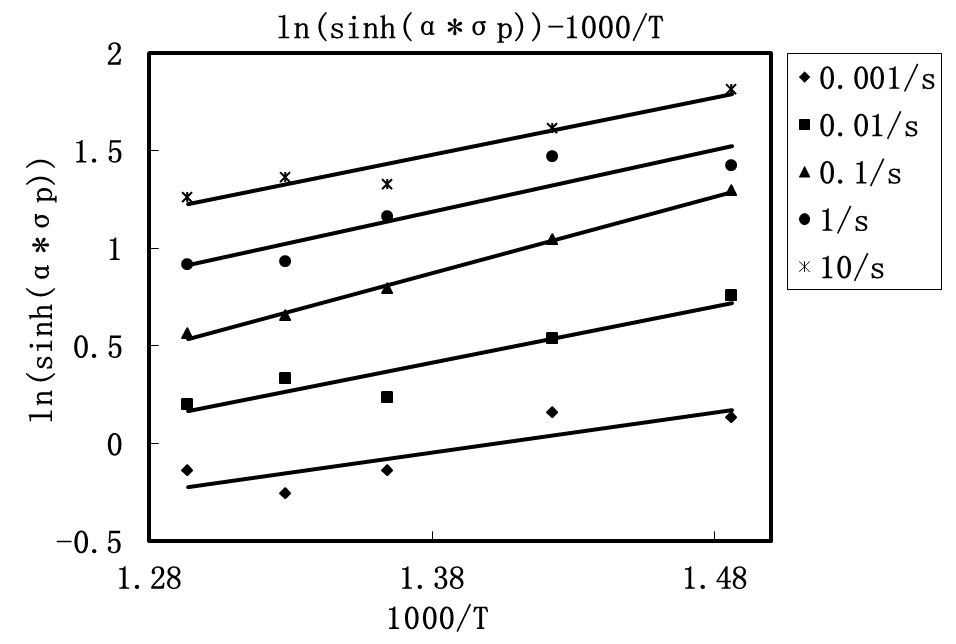 ln(sinh(α*σp))-1000/T
2
1.5
1
0.5
0
-0.5
ln(sinh(α*σp))
1.28
1.38
1.48
1000/T
0.001/s
0.01/s
0.1/s
1/s
10/s